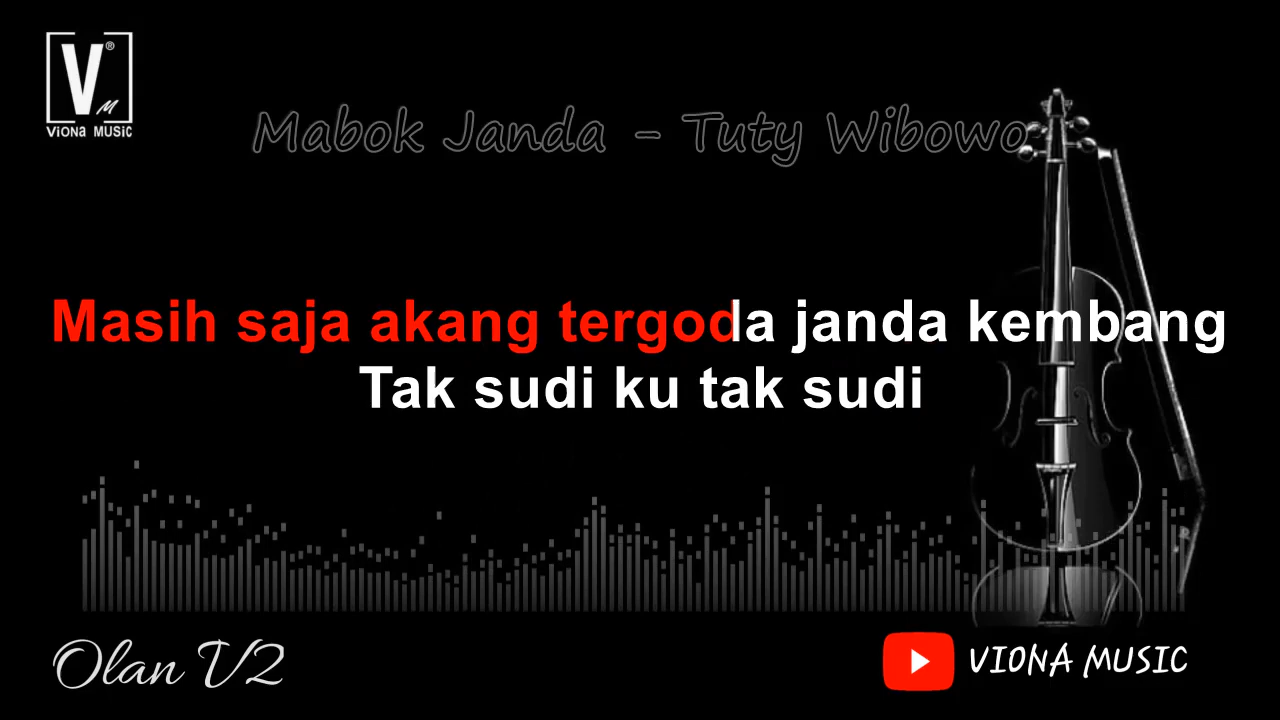 V®
M
VIONA MUSIC
Mabok Janda - Tuty Wibowo
Masih saja akang tergoda janda kembang
Tak sudi ku tak sudi
Olan V2
VIONA MUSIC